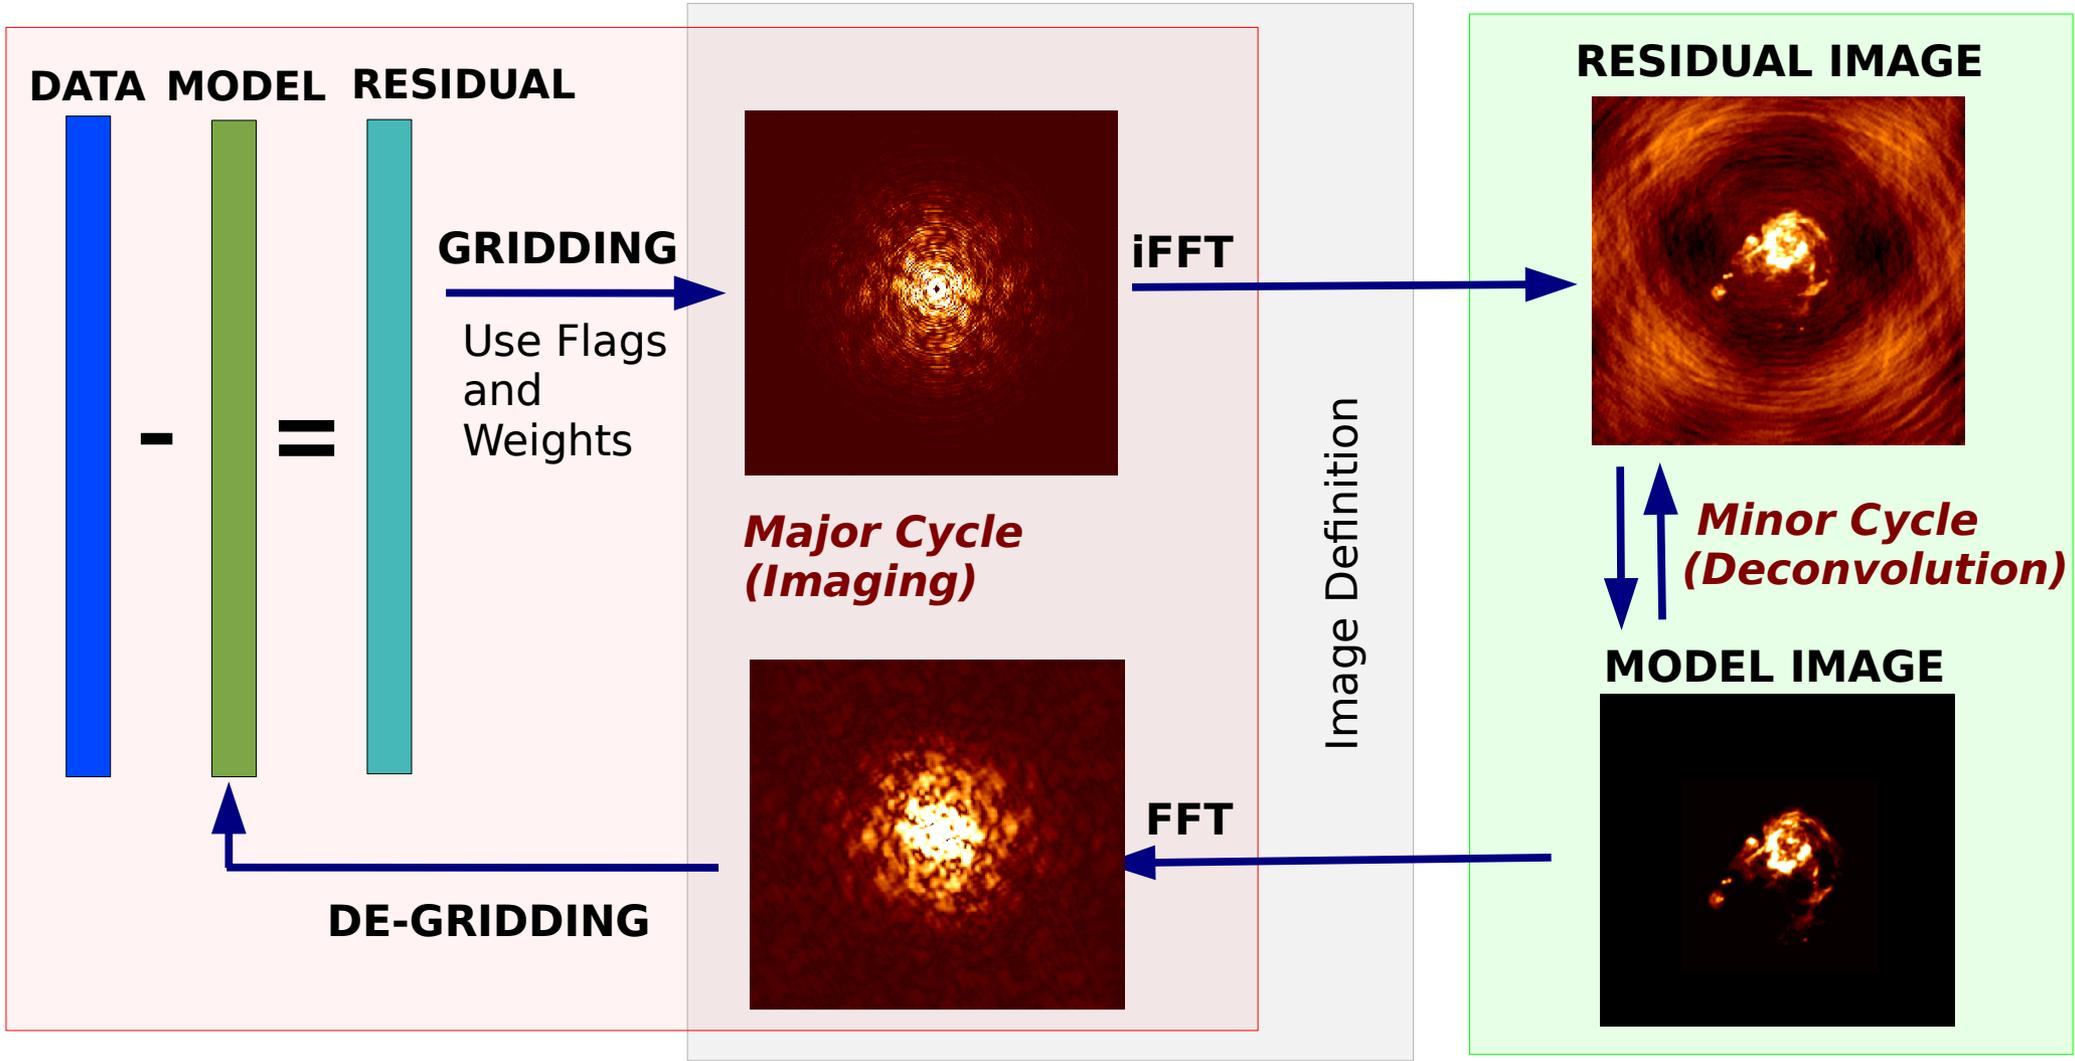 DATA MODEL RESIDUAL
-
=
GRIDDING
Use Flags
and
Weights
iFFT
Major Cycle
(Imaging)
Image Definition
FFT
DE-GRIDDING
RESIDUAL IMAGE
Minor Cycle
(Deconvolution)
MODEL IMAGE